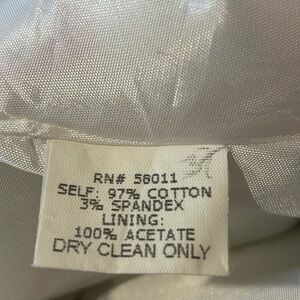 RN# 58011
SELF: 97% COTTON
3% SPANDEX
LINING:
100% ACETATE
DRY CLEAN ONLY